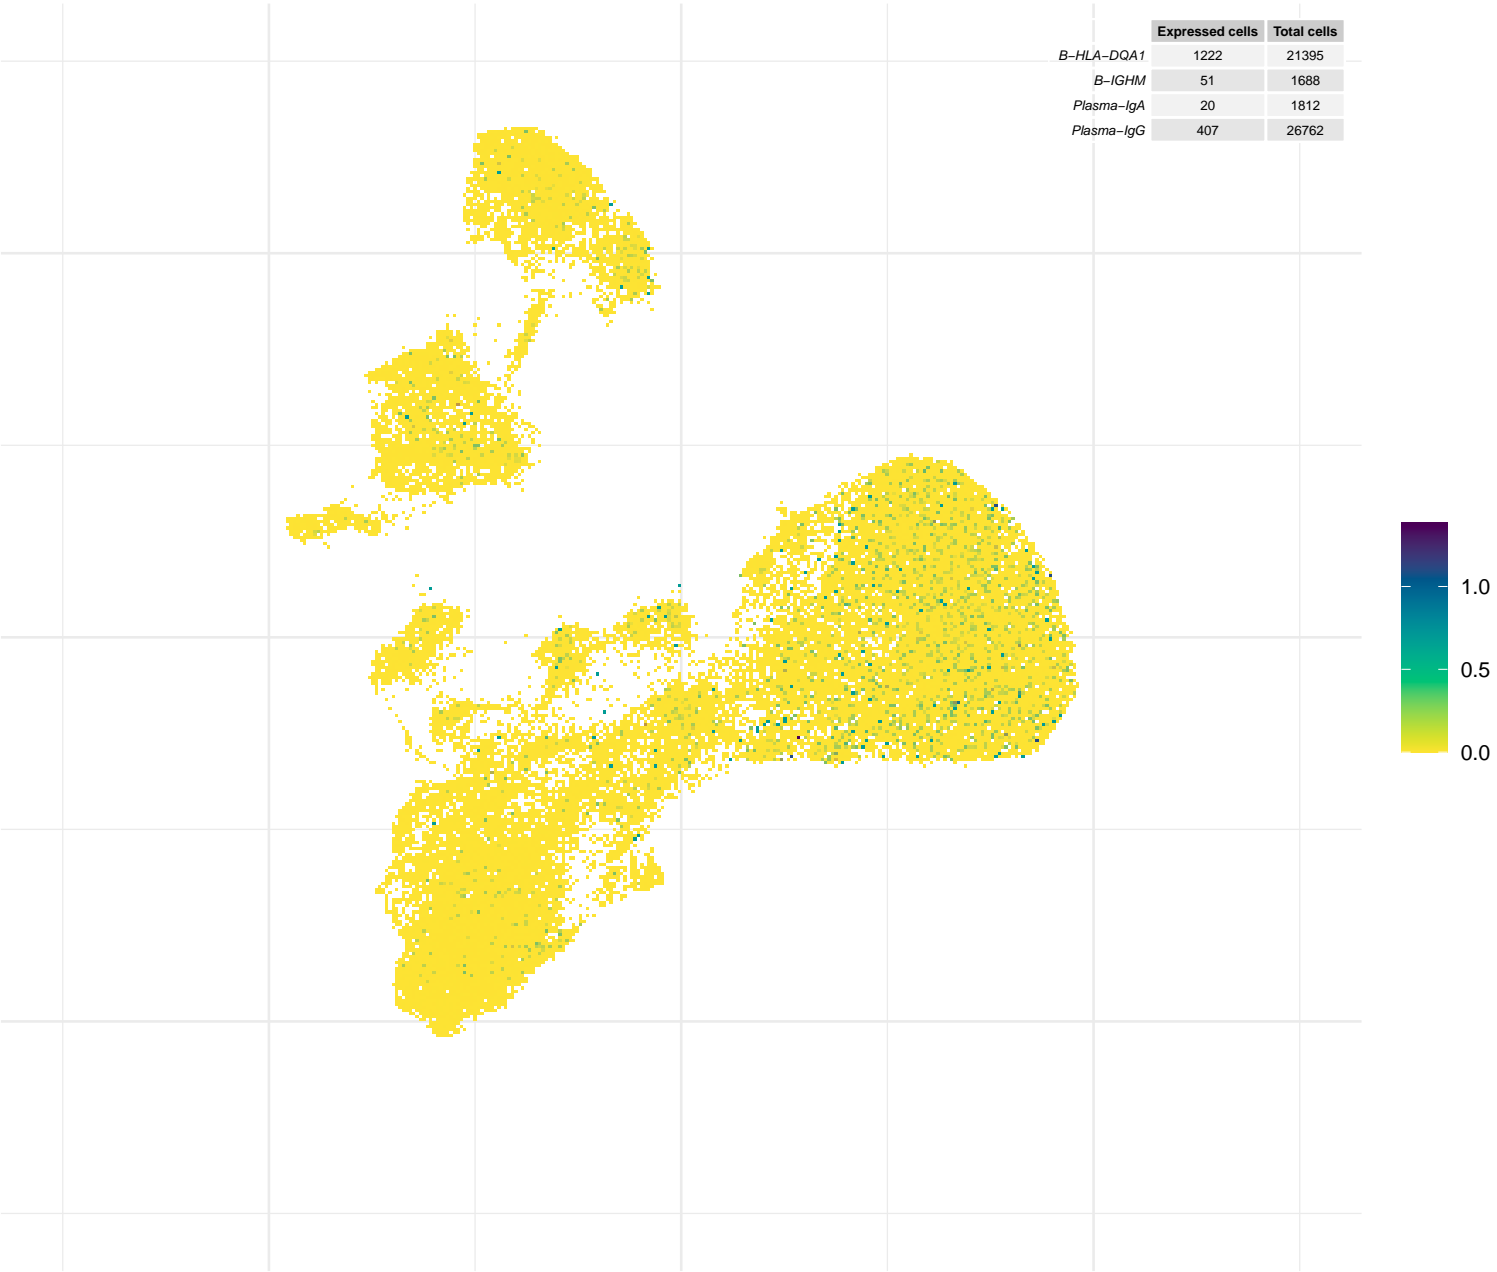 Expressed cells Total cells
B−HLA−DQA1 1222 21395
B−IGHM 51 1688
Plasma−IgA 20 1812
Plasma−IgG 407 26762
1.0
0.5
0.0